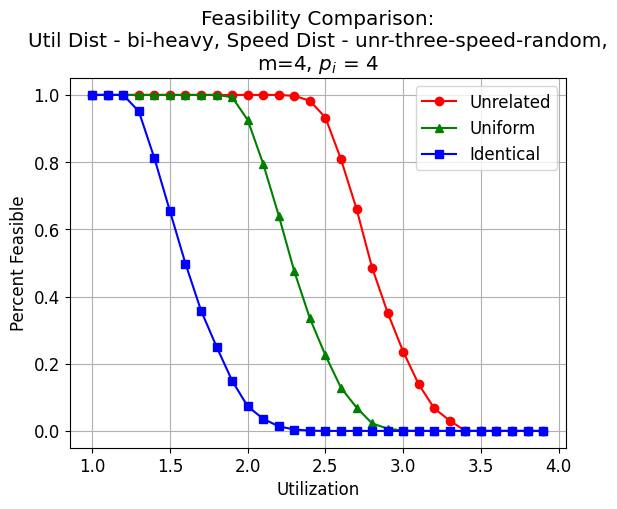 Feasibility Comparison:
Util Dist - bi-heavy, Speed Dist - unr-three-speed-random,
m=4, $p_i$ = 4
Unrelated
Uniform
Identical
Percent Feasible
1.0
0.8
0.6
0.4
0.2
0.0
1.0 1.5 2.0 2.5 3.0 3.5 4.0
Utilization